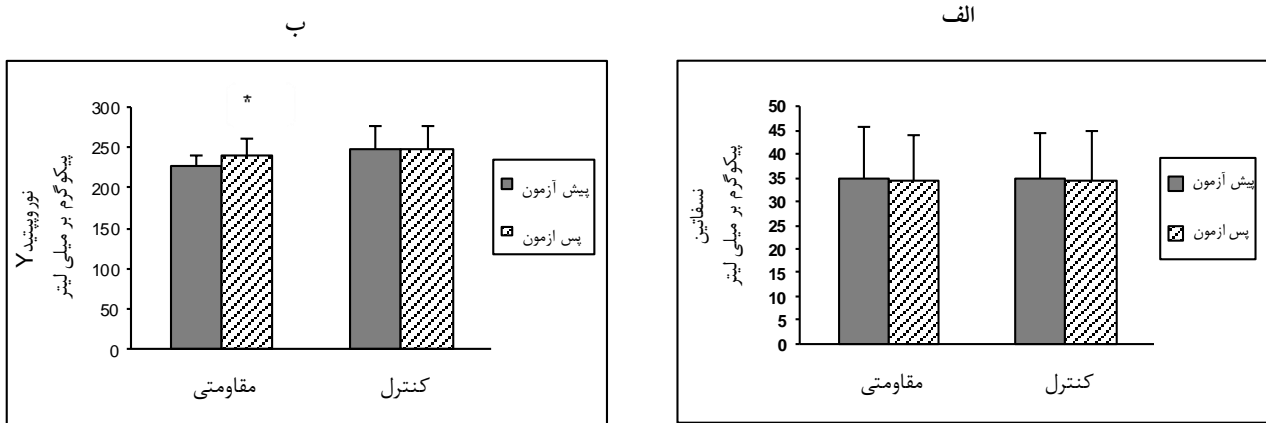 الف
نسفاتین
پیکوگرم بر میلی لیتر
50
45
40
35
30
25
20
15
10
5
0
مقاومتی
کنترل
پیش آزمون
پس ازمون
ب
نوروپپتید Y
پیکوگرم بر میلی لیتر
300
250
200
150
100
50
0
*
مقاومتی
کنترل
پیش آزمون
پس ازمون